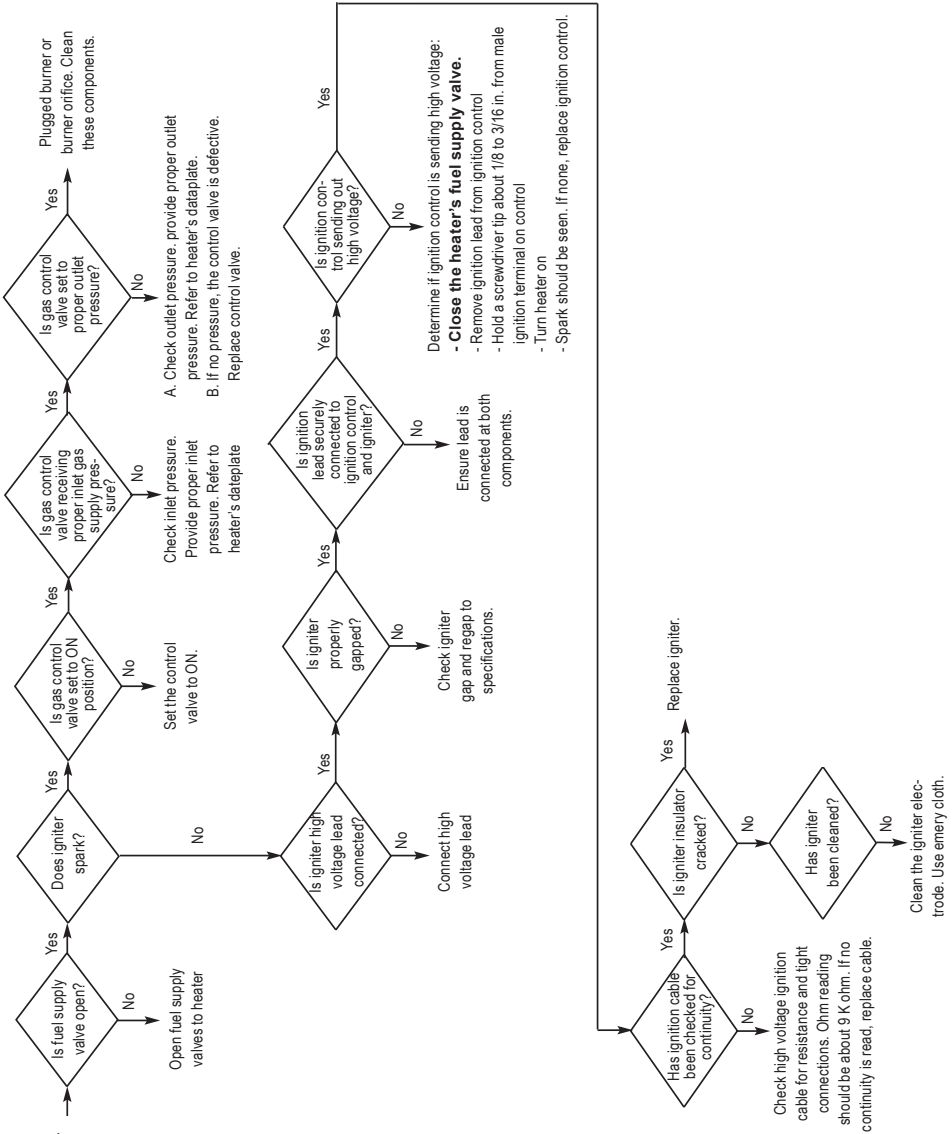 Is fuel supply
valve open?
Yes
No
Open fuel supply
valves to heater
Does igniter
spark?
Yes
No
Is gas control
valve set to ON
position?
Yes
No
Set the control
valve to ON.
Is gas control
valve receiving
proper inlet gas
supply pres-
sure?
Yes
No
Check inlet pressure.
Provide proper inlet
pressure. Refer to
heater's dateplate
Is gas control
valve set to
proper outlet
pressure?
Yes
No
A. Check outlet pressure. provide proper outlet
pressure. Refer to heater's dataplate.
B. If no pressure, the control valve is defective.
Replace control valve.
Plugged burner or
burner orifice. Clean
these components.
Is igniter high
voltage lead
connected?
Yes
No
Connect high
voltage lead
Is igniter
properly
gapped?
Yes
No
Check igniter
gap and regap to
specifications.
Is ignition
lead securely
connected to
ignition control
and igniter?
Yes
No
Ensure lead is
connected at both
components.
Is ignition con-
trol sending out
high voltage?
Yes
No
Determine if ignition control is sending high voltage:
- Close the heater's fuel supply valve.
- Remove ignition lead from ignition control
- Hold a screwdriver tip about 1/8 to 3/16 in. from male
ignition terminal on control
- Turn heater on
- Spark should be seen. If none, replace ignition control.
Has ignition cable
been checked for
continuity?
Yes
No
Check high voltage ignition
cable for resistance and tight
connections. Ohm reading
should be about 9 K ohm. If no
continuity is read, replace cable.
Is igniter insulator
cracked?
Yes
Replace igniter.
No
Has igniter
been cleaned?
No
Clean the igniter elec-
trode. Use emery cloth.